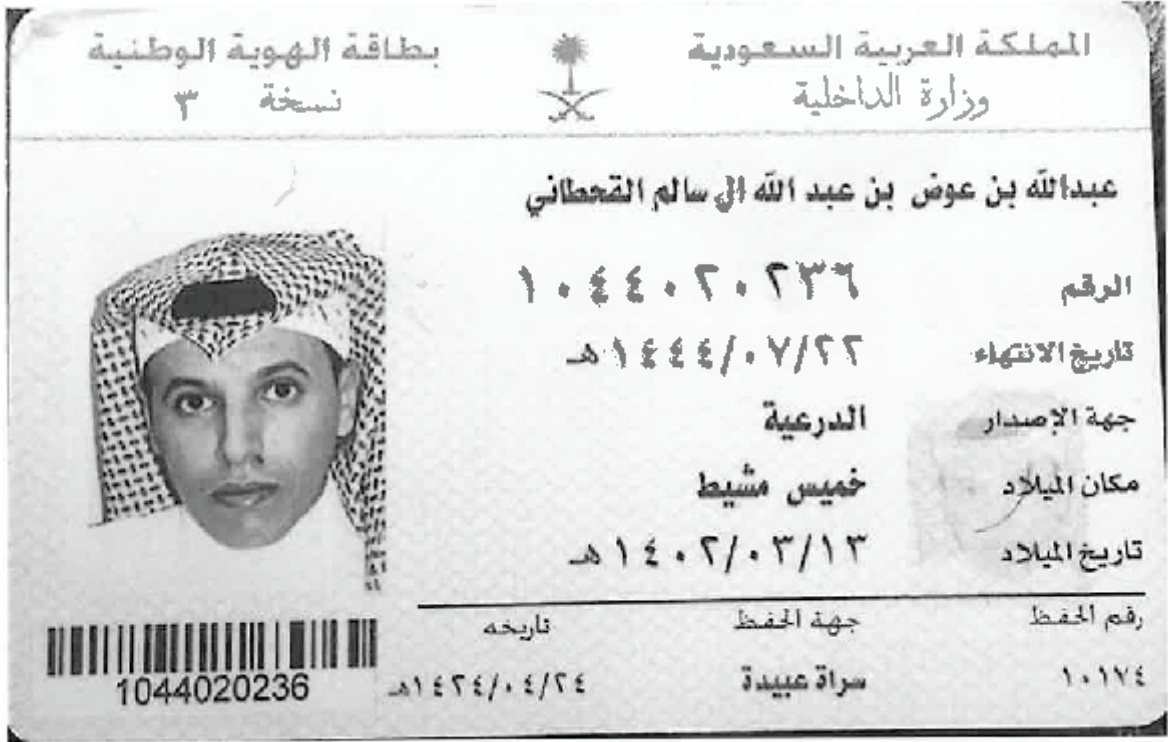 المملكة العربية السعودية
وزارة الداخلية
بطاقة الهوية الوطنية
نسخة ٣
عبدالله بن عوض بن عبد الله ال سالم القحطاني
الرقم ١٠٤٤٠٢٠٢٣٦
تاريخ الانتهاء ١٤٤٤/٠٧/٢٢هـ
جهة الإصدار الدرعية
مكان الميلاد خميس مشيط
تاريخ الميلاد ١٤٠٢/٠٣/١٣هـ
رقم الحفظ جهة الحفظ تاريخه
١٠١٧٤ سراة عبيدة ١٤٢٤/٠٤/٢٤هـ
1044020236